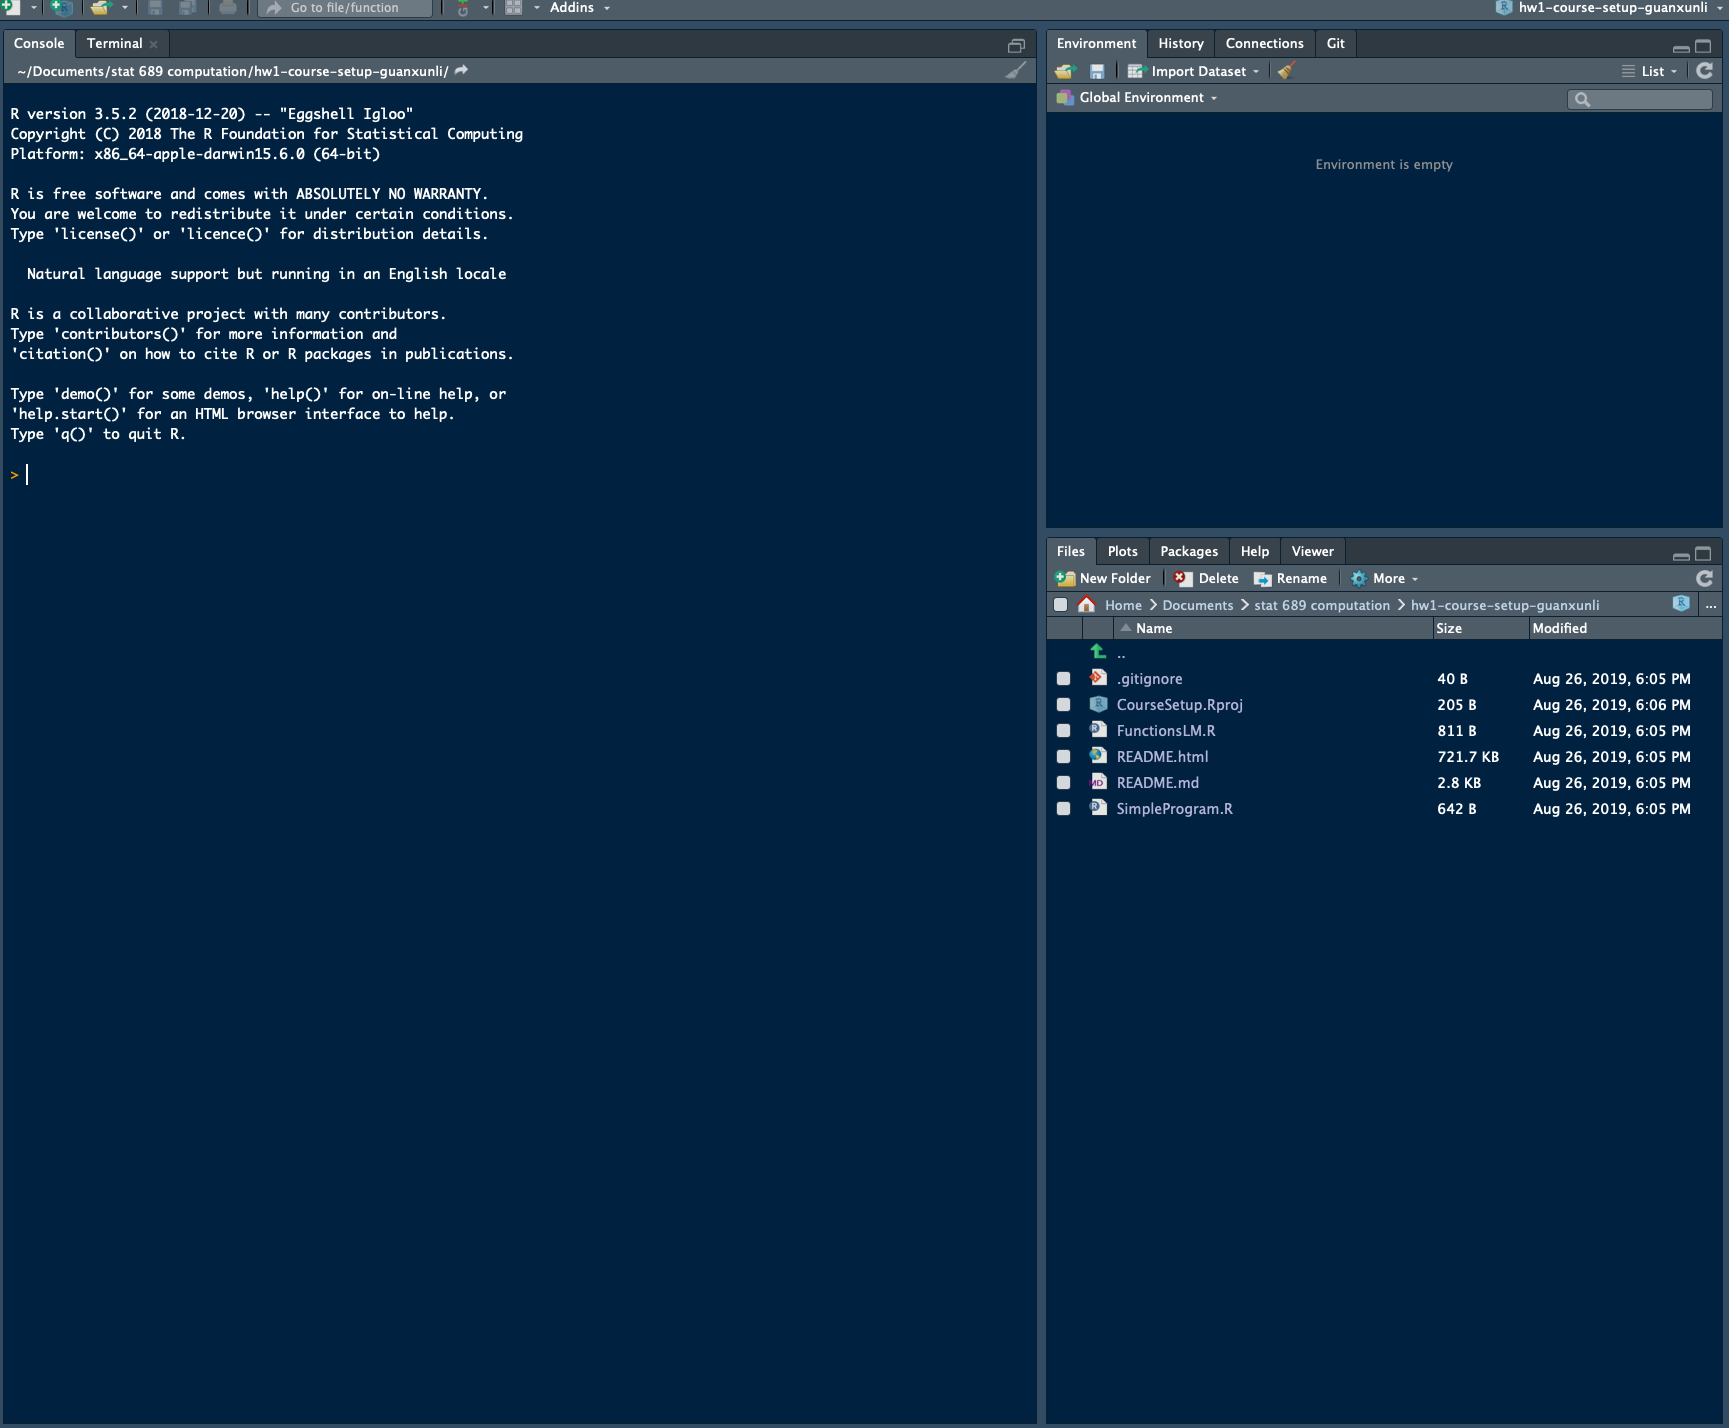 Go to file/function
Addins
hw1-course-setup-guanxunli
Console
Terminal
~/Documents/stat 689 computation/hw1-course-setup-guanxunli/
R version 3.5.2 (2018-12-20) -- "Eggshell Igloo"
Copyright (C) 2018 The R Foundation for Statistical Computing
Platform: x86_64-apple-darwin15.6.0 (64-bit)
R is free software and comes with ABSOLUTELY NO WARRANTY.
You are welcome to redistribute it under certain conditions.
Type 'license()' or 'licence()' for distribution details.
Natural language support but running in an English locale
R is a collaborative project with many contributors.
Type 'contributors()' for more information and
'citation()' on how to cite R or R packages in publications.
Type 'demo()' for some demos, 'help()' for on-line help, or
'help.start()' for an HTML browser interface to help.
Type 'q()' to quit R.
>
Environment History Connections Git
Import Dataset List
Global Environment
Environment is empty
Files Plots Packages Help Viewer
New Folder Delete Rename More
Home Documents stat 689 computation hw1-course-setup-guanxunli ...
Name Size Modified
..
.gitignore 40 B Aug 26, 2019, 6:05 PM
CourseSetup.Rproj 205 B Aug 26, 2019, 6:06 PM
FunctionsLM.R 811 B Aug 26, 2019, 6:05 PM
README.html 721.7 KB Aug 26, 2019, 6:05 PM
README.md 2.8 KB Aug 26, 2019, 6:05 PM
SimpleProgram.R 642 B Aug 26, 2019, 6:05 PM